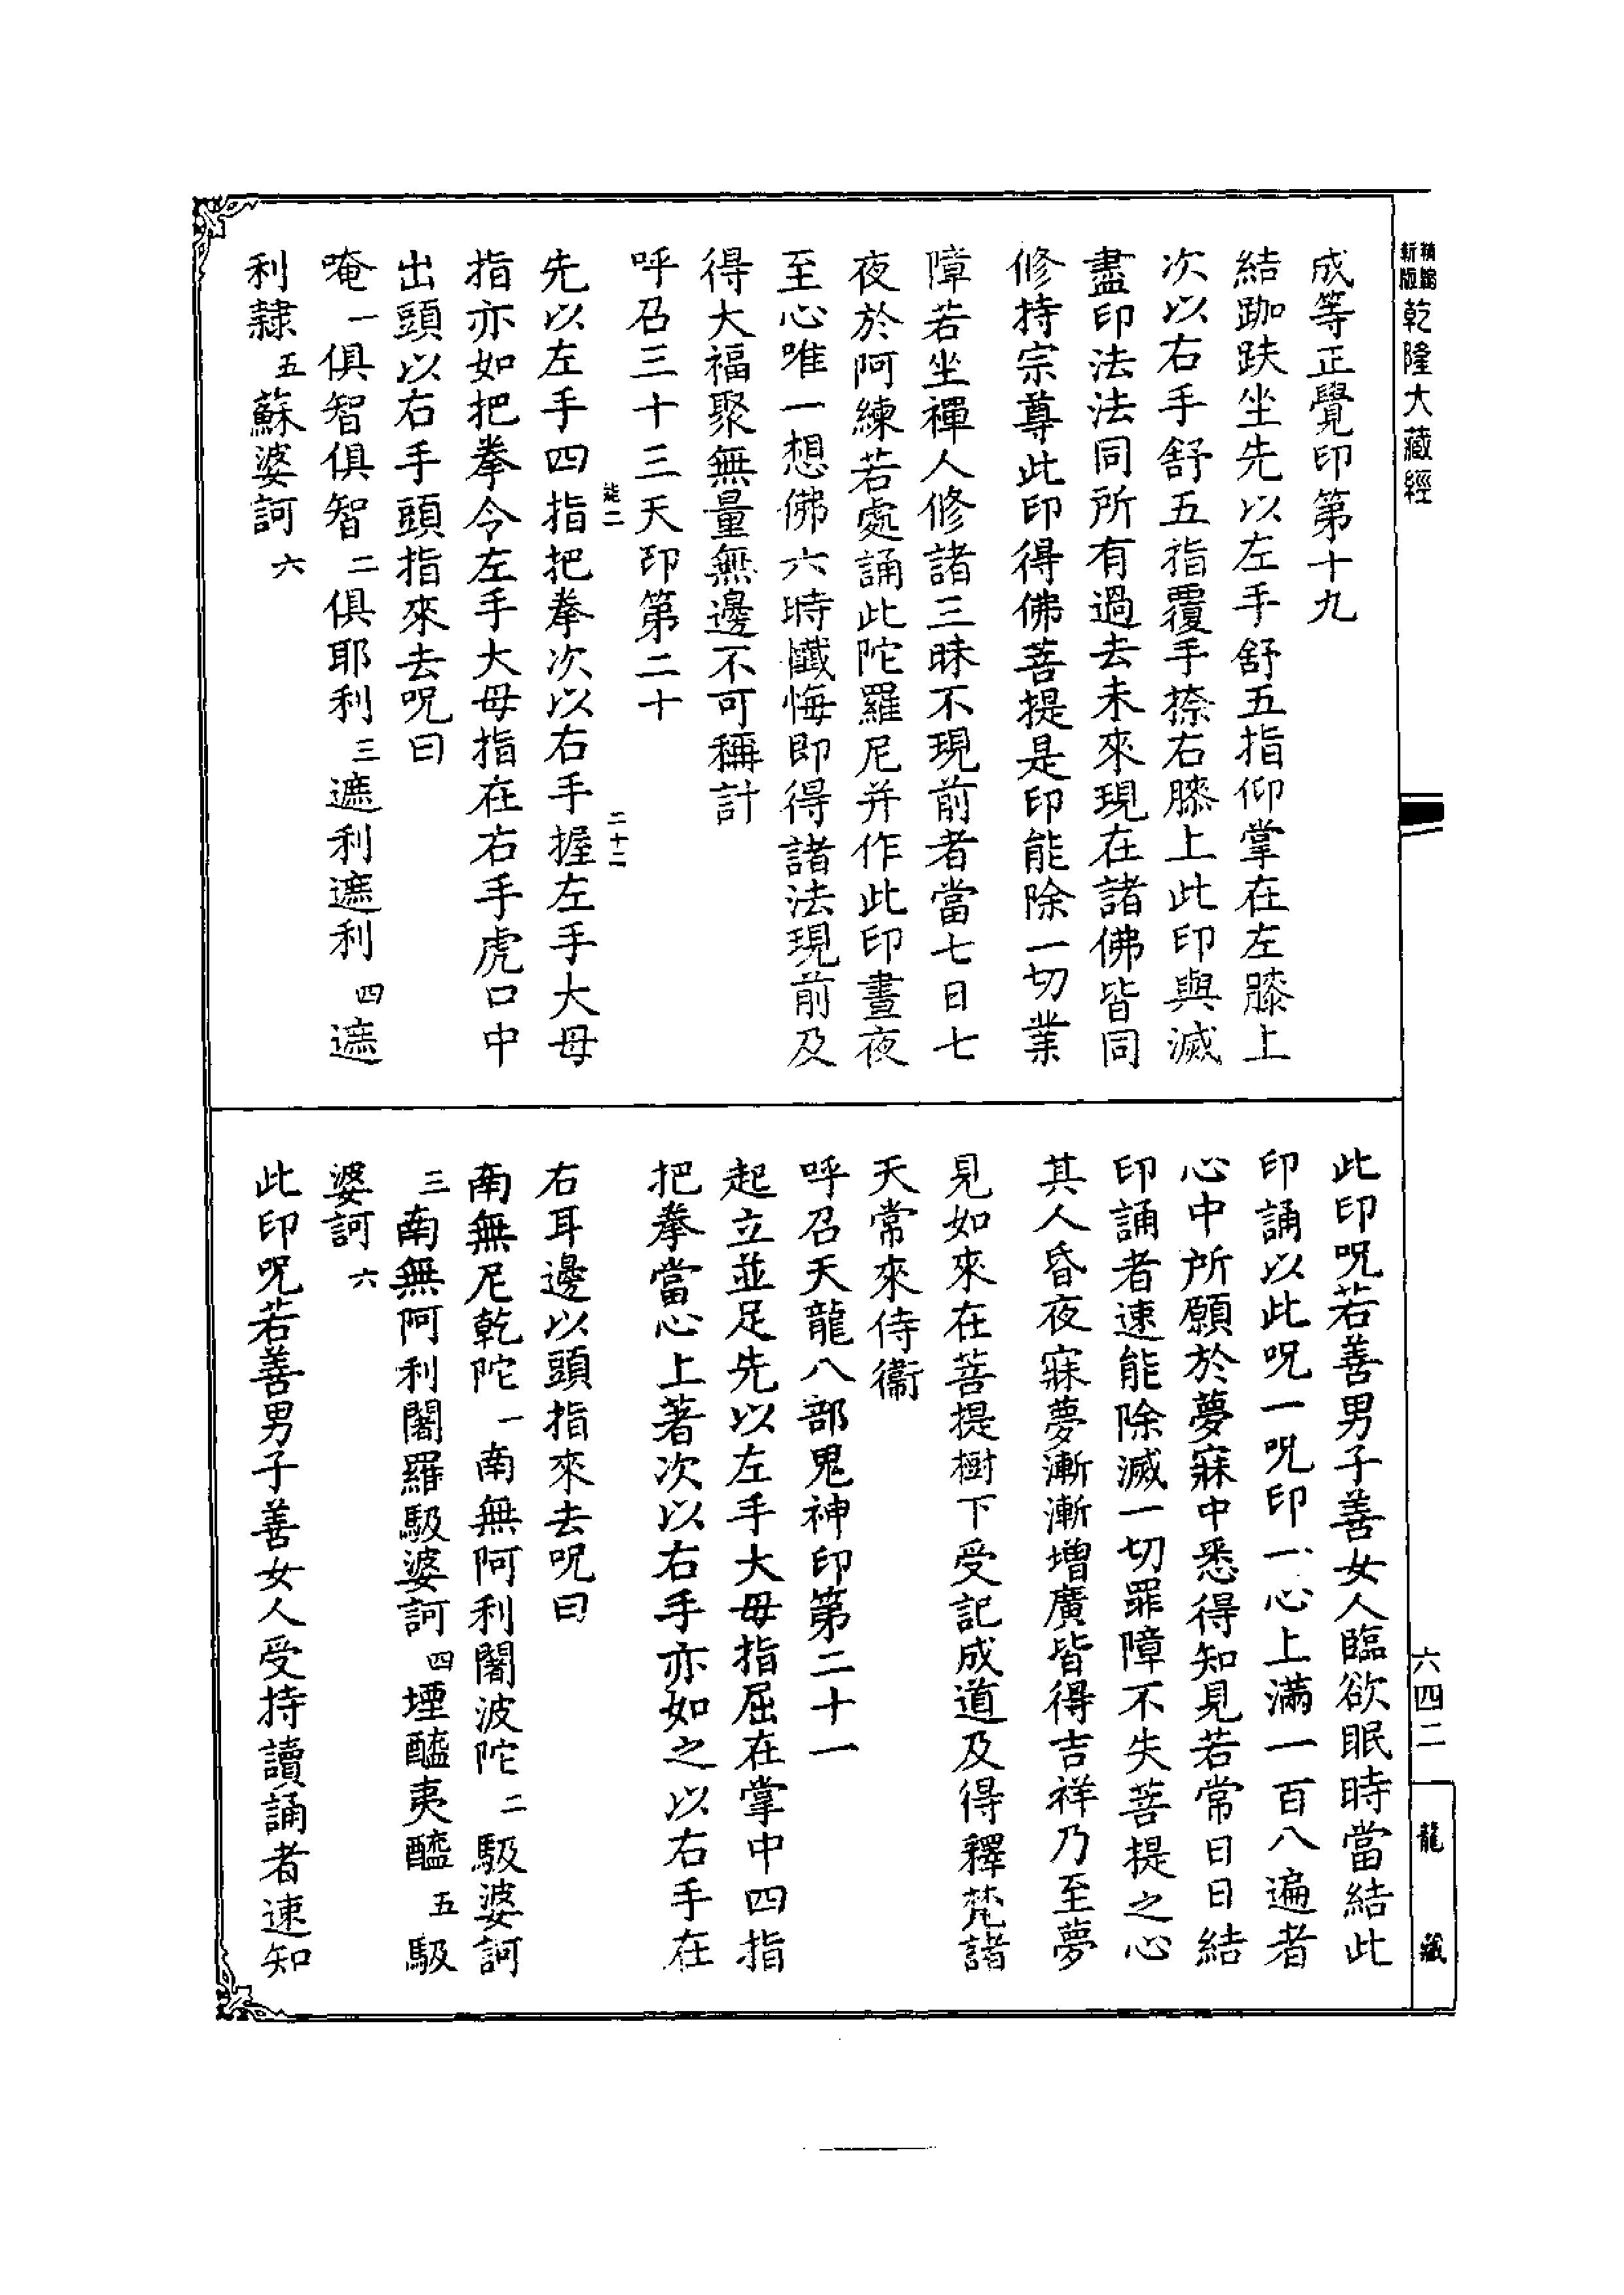 精縮
新版
乾隆大藏經
成等正覺印第十九
結跏趺坐先以左手舒五指仰掌在左膝上
次以右手舒五指覆手捺右膝上此印與滅
盡印法法同所有過去未來現在諸佛皆同
修持宗尊此印得佛菩提是印能除一切業
障若坐禪人修諸三昧不現前者當七日七
夜於阿練若處誦此陀羅尼并作此印晝夜
至心唯一想佛六時懺悔即得諸法現前及
得大福聚無量無邊不可稱計
呼召三十三天印第二十
二 二十二
先以左手四指把拳次以右手握左手大母
指亦如把拳令左手大母指在右手虎口中
出頭以右手頭指來去呪曰
唵一俱智俱智二俱耶利三遮利遮利四遮
利隸五蘇婆訶六
此印呪若善男子善女人臨欲眠時當結此
印誦以此呪一呪印一心上滿一百八遍者
心中所願於夢寐中悉得知見若常日日結
印誦者速能除滅一切罪障不失菩提之心
其人昏夜寐夢漸漸增廣皆得吉祥乃至夢
見如來在菩提樹下受記成道及得釋梵諸
天常來侍衛
呼召天龍八部鬼神印第二十一
起立並足先以左手大母指屈在掌中四指
把拳當心上著次以右手亦如之以右手在
右耳邊以頭指來去呪曰
南無尼乾陀一南無阿利闍波陀二馺婆訶
三南無阿利闍羅馺婆訶四堙醯夷醯五馺
婆訶六
此印呪若善男子善女人受持讀誦者速知
六四二
龍藏